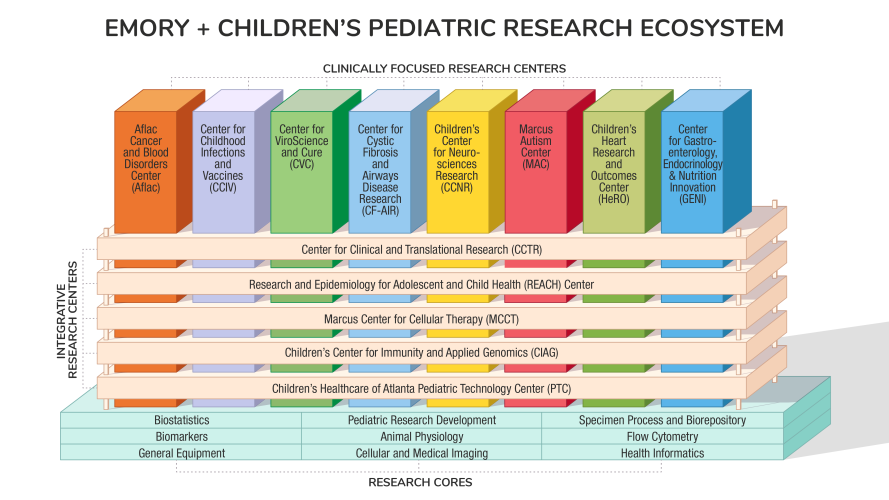 EMORY + CHILDREN'S PEDIATRIC RESEARCH ECOSYSTEM
CLINICALLY FOCUSED RESEARCH CENTERS
Aflac
Cancer
and Blood
Disorders
Center
(Aflac)
Center for
Childhood
Infections
and
Vaccines
(CCIV)
Center for
ViroScience
and Cure
(CVC)
Center for
Cystic
Fibrosis
and
Airways
Disease
Research
(CF-AIR)
Children's
Center
for Neuro-
sciences
Research
(CCNR)
Marcus
Autism
Center
(MAC)
Children's
Heart
Research
and
Outcomes
Center
(HeRO)
Center
for Gastro-
enterology,
Endocrinology
& Nutrition
Innovation
(GENI)
INTEGRATIVE
RESEARCH CENTERS
Center for Clinical and Translational Research (CCTR)
Research and Epidemiology for Adolescent and Child Health (REACH) Center
Marcus Center for Cellular Therapy (MCCT)
Children's Center for Immunity and Applied Genomics (CIAG)
Children's Healthcare of Atlanta Pediatric Technology Center (PTC)
Biostatistics
Pediatric Research Development
Specimen Process and Biorepository
Biomarkers
Animal Physiology
Flow Cytometry
General Equipment
Cellular and Medical Imaging
Health Informatics
RESEARCH CORES